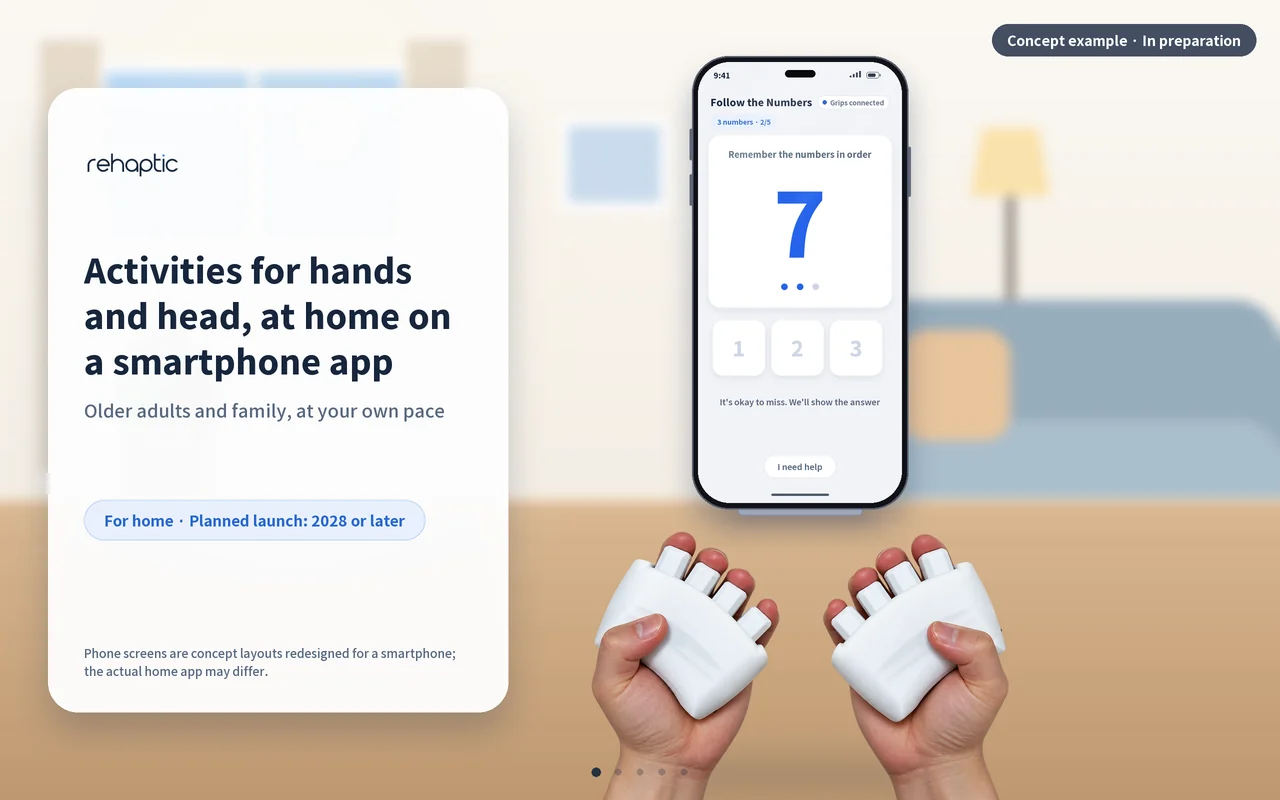 Concept example · In preparation
rehaptic
Activities for hands
and head, at home on
a smartphone app
Older adults and family, at your own pace
For home · Planned launch: 2028 or later
Phone screens are concept layouts redesigned for a smartphone;
the actual home app may differ.
9:41
Follow the Numbers
Grips connected
3 numbers · 2/5
Remember the numbers in order
7
1 2 3
It's okay to miss. We'll show the answer
I need help